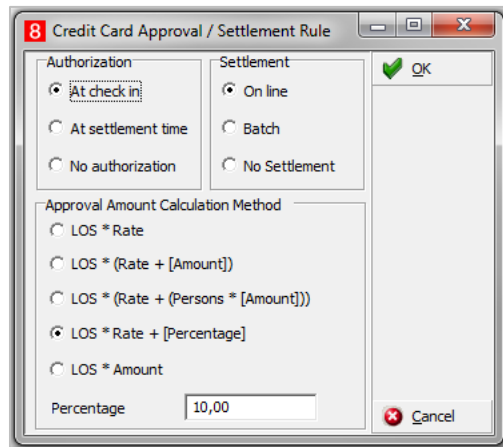 8 Credit Card Approval / Settlement Rule
Authorization
At check in
At settlement time
No authorization
Settlement
On line
Batch
No Settlement
OK
Approval Amount Calculation Method
LOS * Rate
LOS * (Rate + [Amount])
LOS * (Rate + (Persons * [Amount]))
LOS * Rate + [Percentage]
LOS * Amount
Percentage 10,00
Cancel